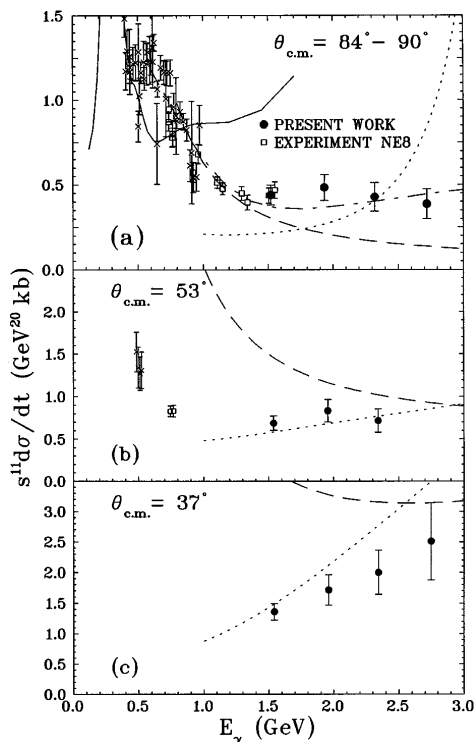 1.5
θc.m.= 84°− 90°
1.0
● PRESENT WORK
□ EXPERIMENT NE8
0.5
(a)
0.0
2.0
θc.m.= 53°
1.5
1.0
0.5
(b)
0.0
3.0
θc.m.= 37°
2.5
2.0
1.5
1.0
0.5
(c)
0.0
0.0 0.5 1.0 1.5 2.0 2.5 3.0
Eγ(GeV)
s¹¹dσ/dt (GeV²⁰ kb)